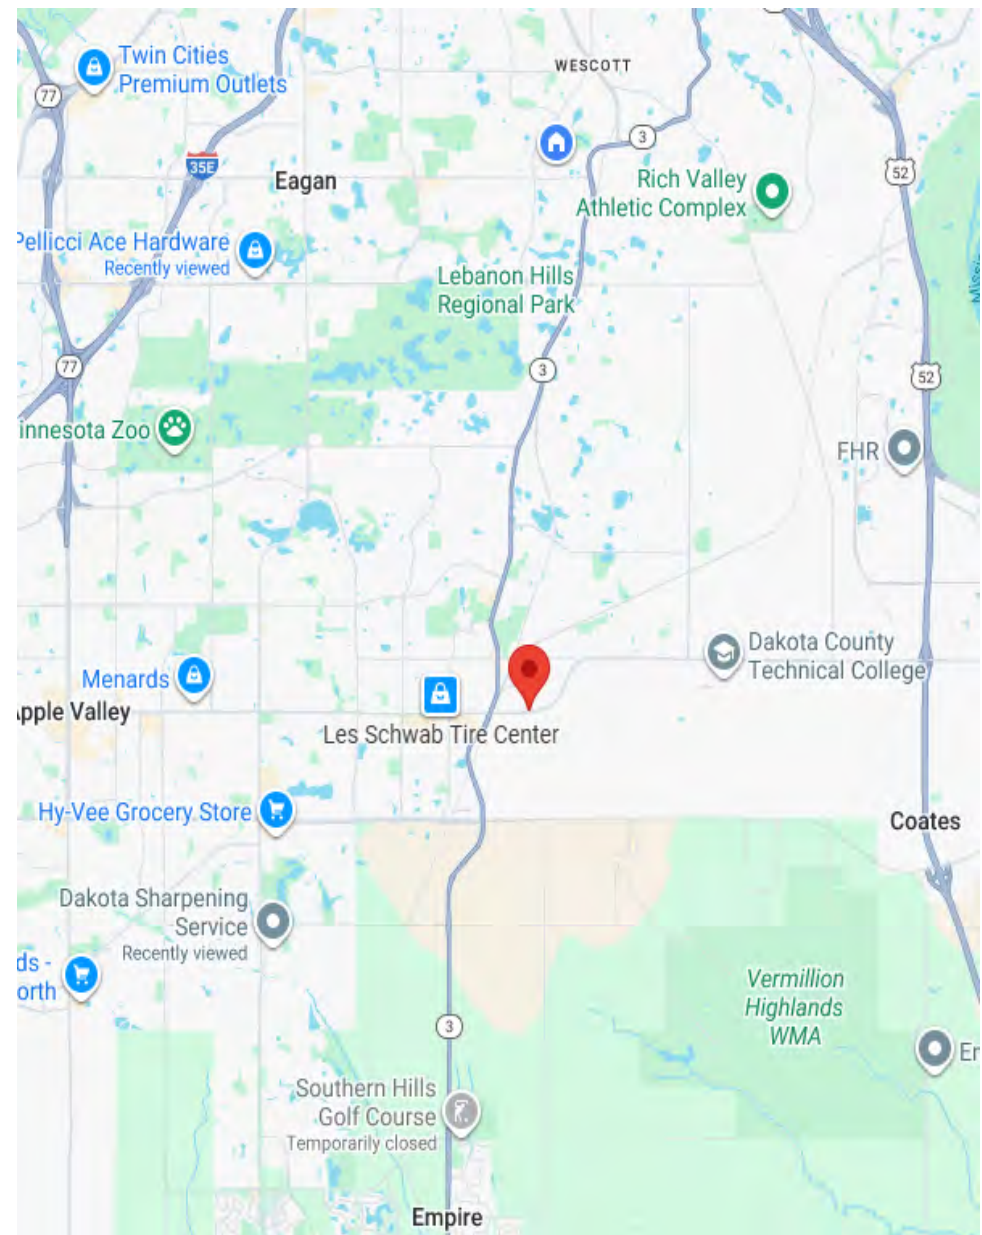 Twin Cities
Premium Outlets
WESCOTT
77
3
35E
52
Eagan
Rich Valley
Athletic Complex
Pellicci Ace Hardware
Recently viewed
Lebanon Hills
Regional Park
Missi
77
3
52
innesota Zoo
FHR
Dakota County
Technical College
Menards
Apple Valley
Les Schwab Tire Center
Hy-Vee Grocery Store
Coates
Dakota Sharpening
Service
Recently viewed
ds -
orth
Vermillion
Highlands
WMA
3
Er
Southern Hills
Golf Course
Temporarily closed
Empire